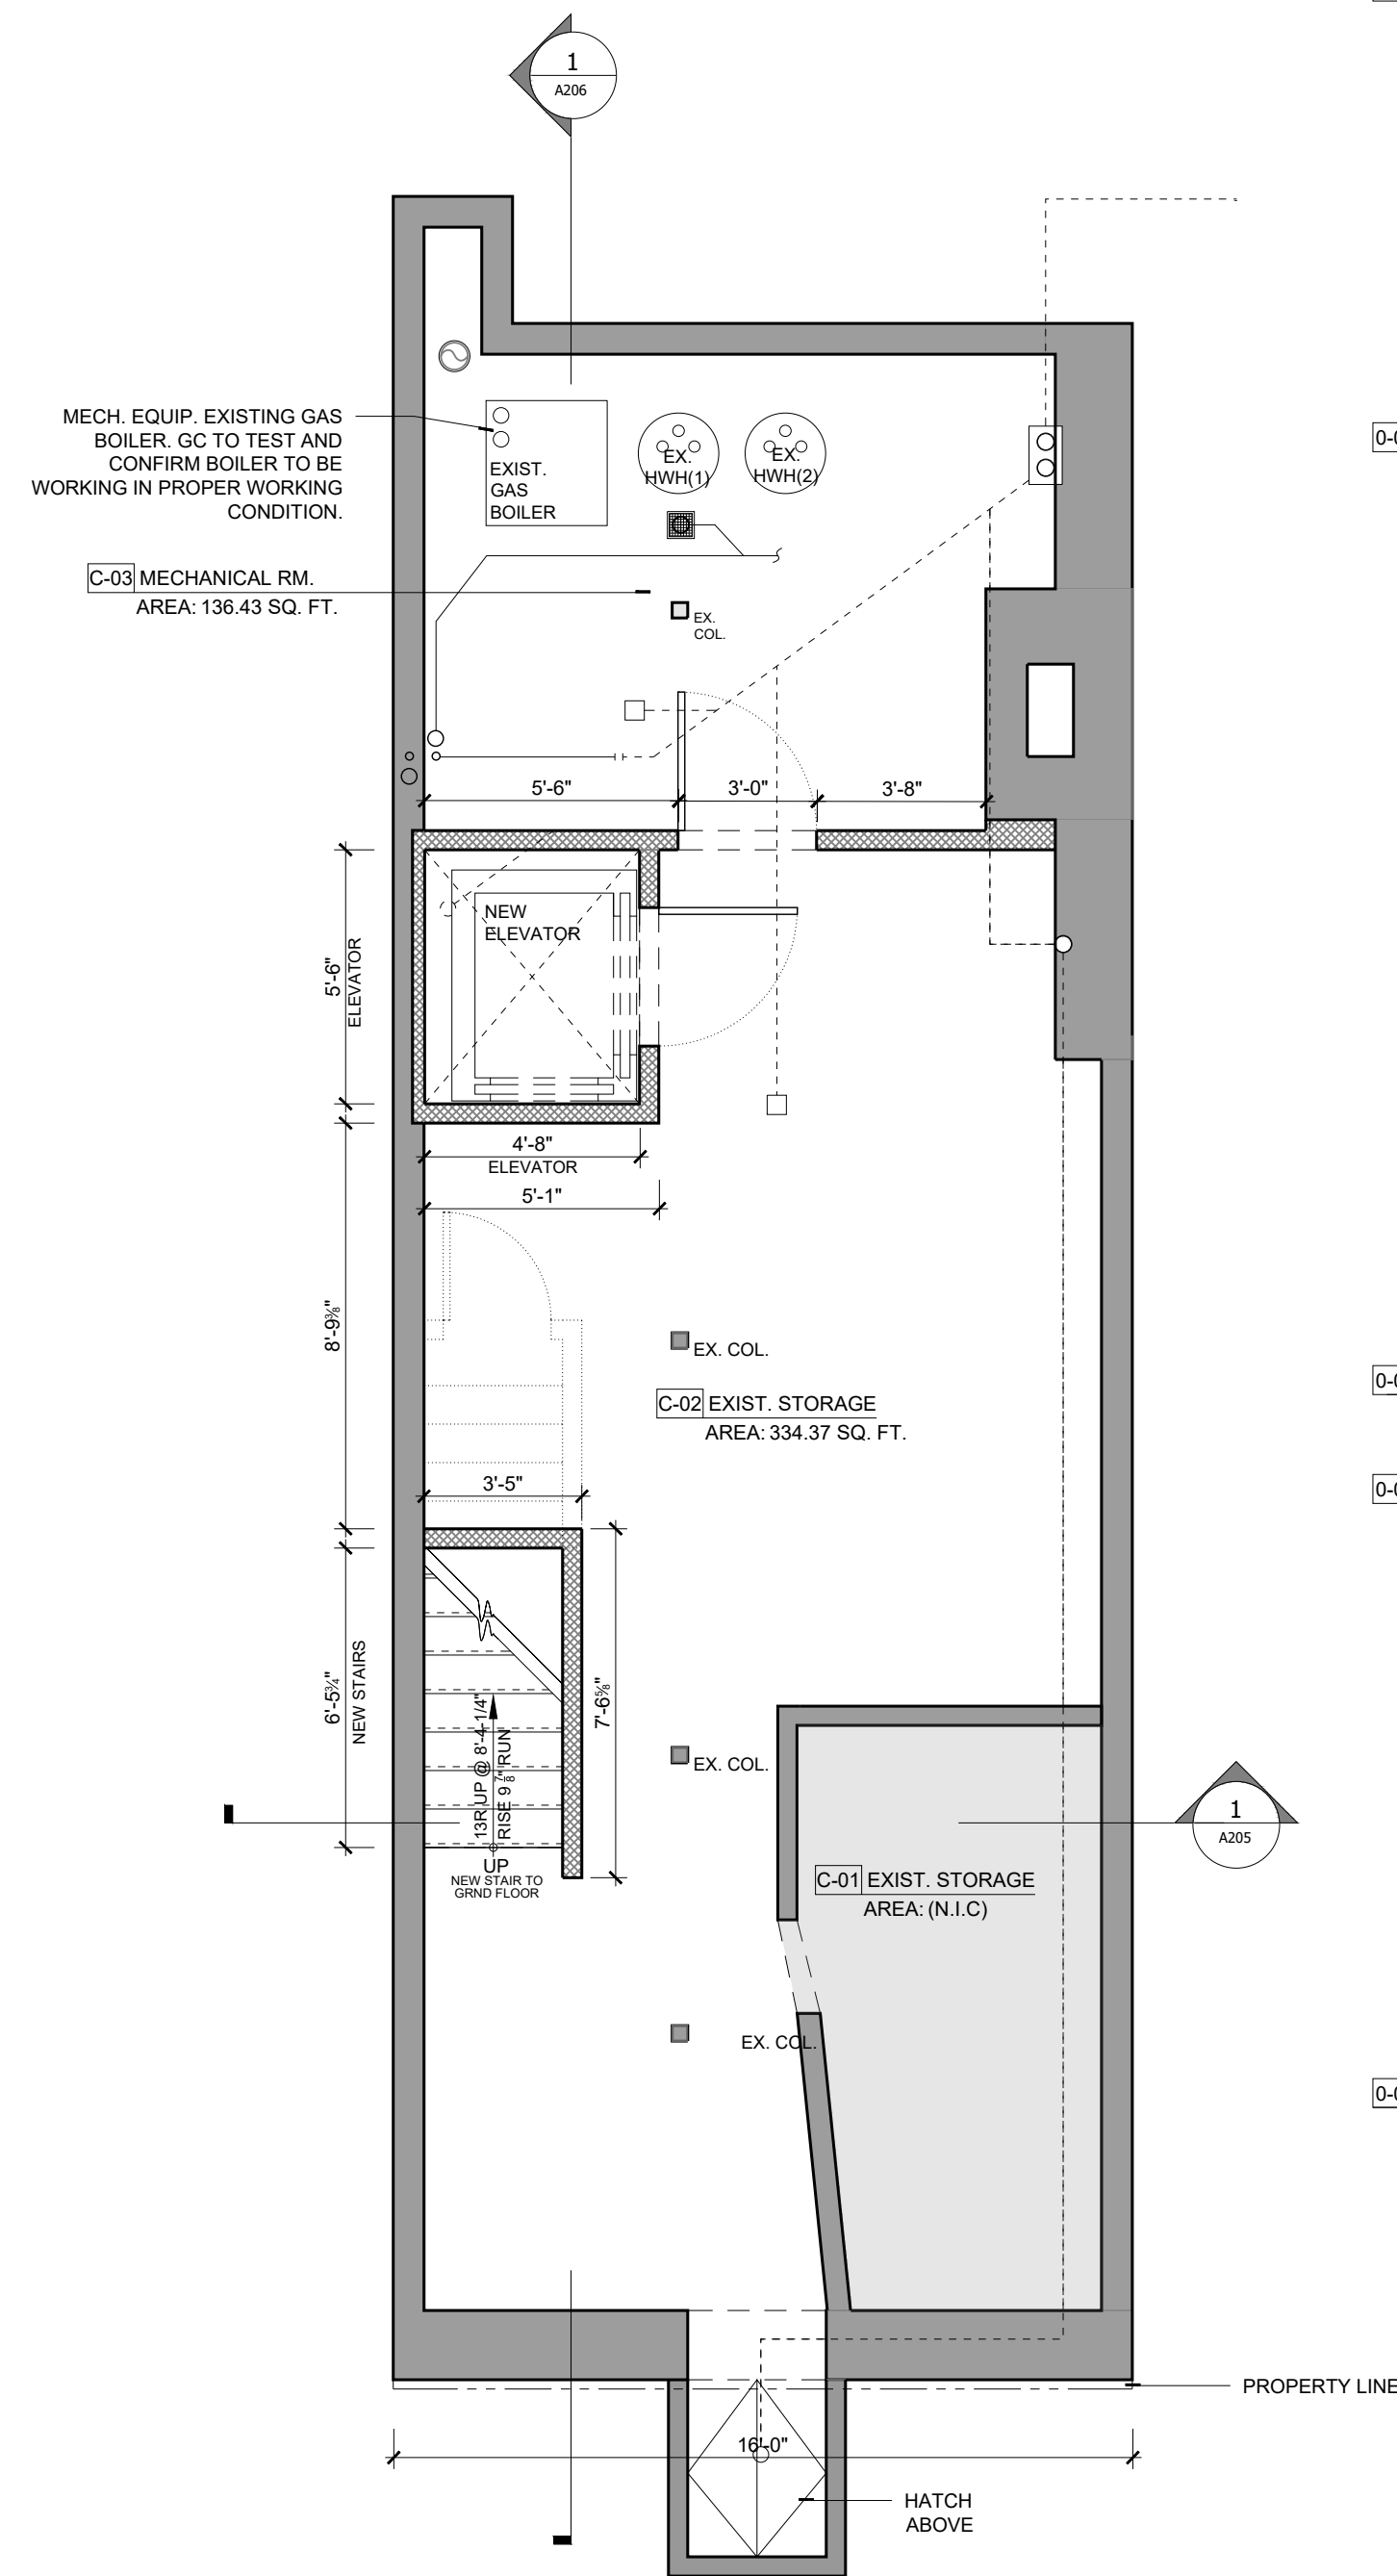 1
A206
MECH. EQUIP. EXISTING GAS
BOILER. GC TO TEST AND
CONFIRM BOILER TO BE
WORKING IN PROPER WORKING
CONDITION.
EXIST.
GAS
BOILER
EX.
HWH(1)
EX.
HWH(2)
C-03 MECHANICAL RM.
AREA: 136.43 SQ. FT.
EX.
COL.
5'-6"
3'-0"
3'-8"
NEW
ELEVATOR
5'-6"
ELEVATOR
4'-8"
ELEVATOR
5'-1"
8'-9⅜"
EX. COL.
C-02 EXIST. STORAGE
AREA: 334.37 SQ. FT.
3'-5"
6'-5¾"
NEW STAIRS
7'-6⅝"
13R UP @ 8'-4-1/4"
RISE 9 ⅞" RUN
UP
NEW STAIR TO
GRND FLOOR
EX. COL.
1
A205
C-01 EXIST. STORAGE
AREA: (N.I.C)
EX. COL.
PROPERTY LINE
16'-0"
HATCH
ABOVE